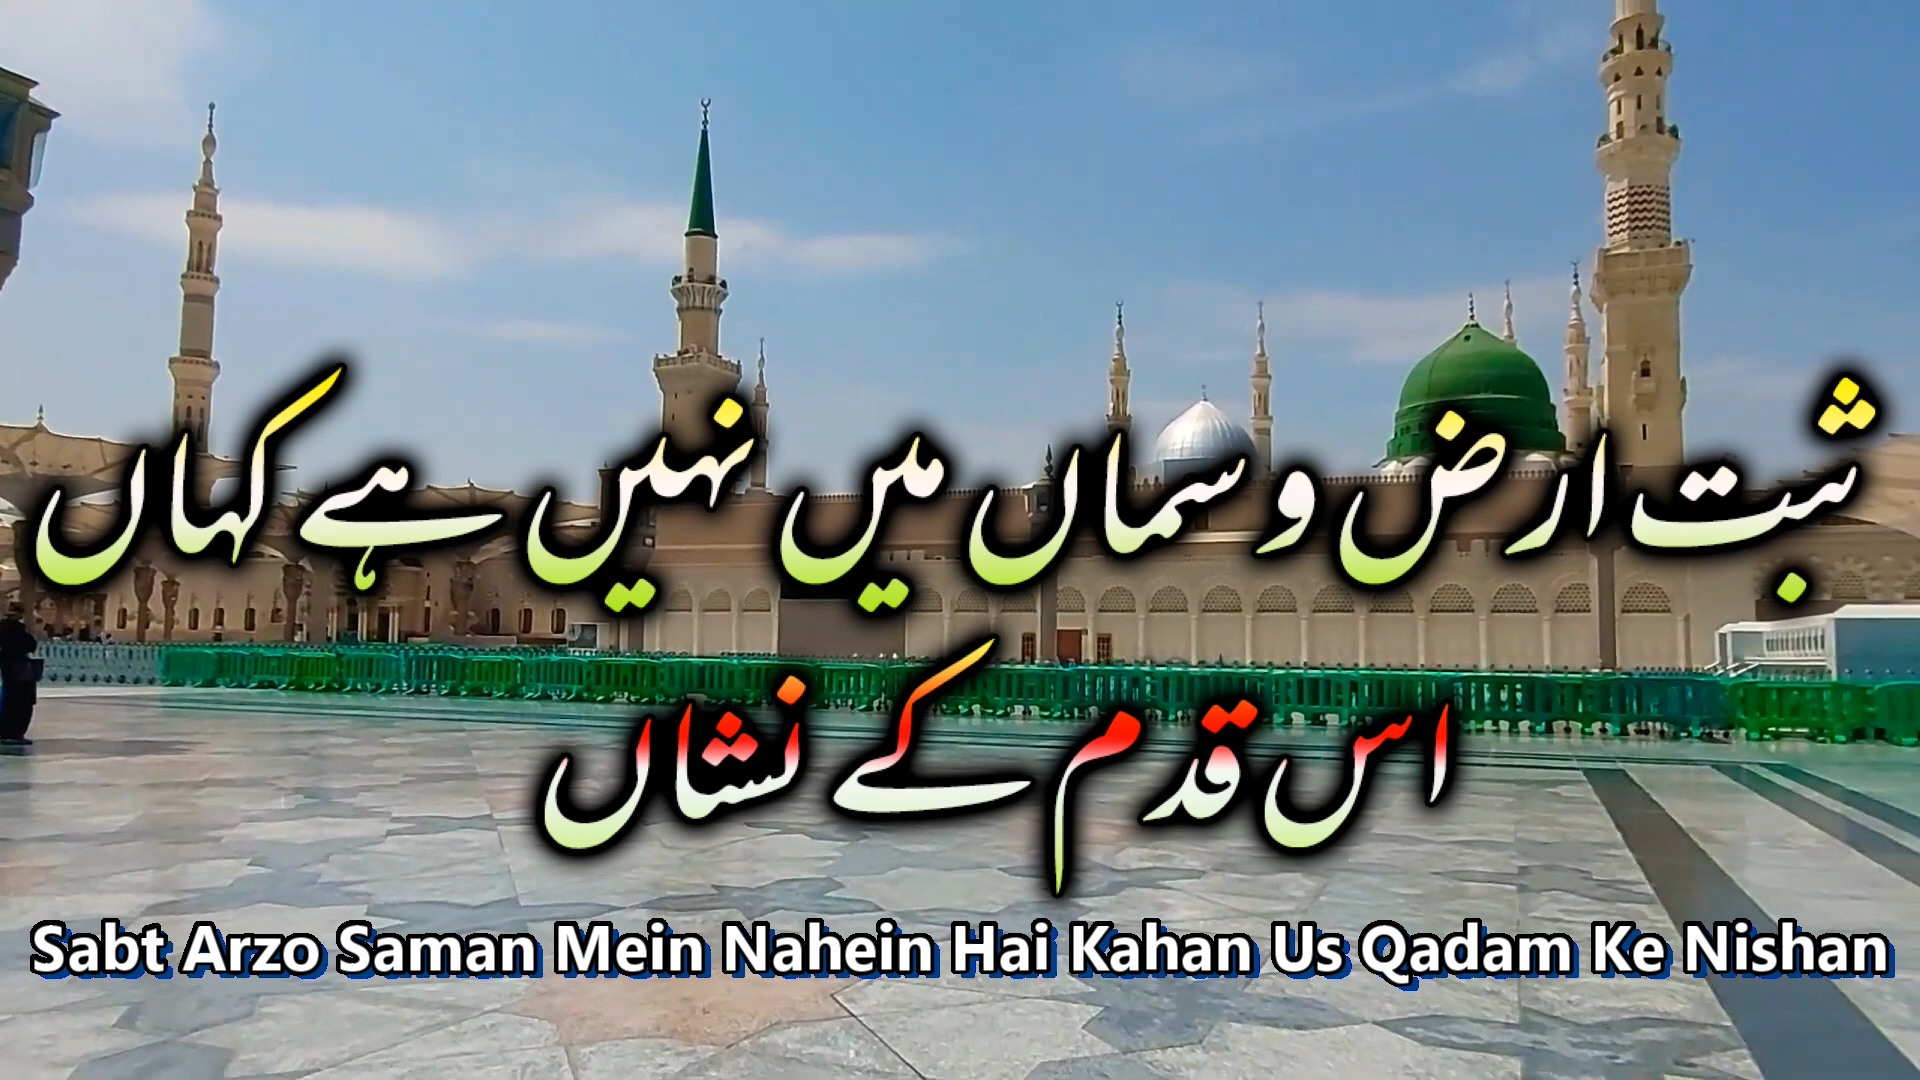 ثبت ارض و سماں میں نہیں ہے کہاں
اس قدم کے نشاں
Sabt Arzo Saman Mein Nahein Hai Kahan Us Qadam Ke Nishan